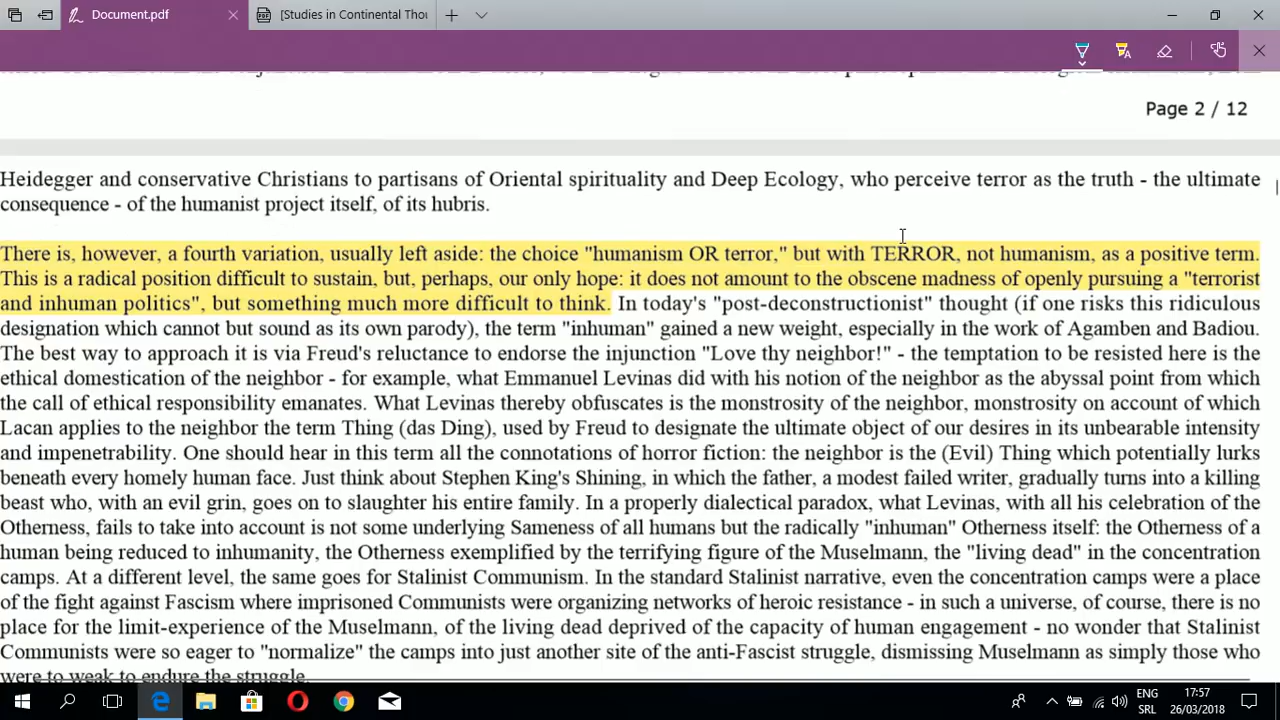 Document.pdf
[Studies in Continental Thou
Page 2 / 12
Heidegger and conservative Christians to partisans of Oriental spirituality and Deep Ecology, who perceive terror as the truth - the ultimate
consequence - of the humanist project itself, of its hubris.
There is, however, a fourth variation, usually left aside: the choice "humanism OR terror," but with TERROR, not humanism, as a positive term.
This is a radical position difficult to sustain, but, perhaps, our only hope: it does not amount to the obscene madness of openly pursuing a "terrorist
and inhuman politics", but something much more difficult to think. In today's "post-deconstructionist" thought (if one risks this ridiculous
designation which cannot but sound as its own parody), the term "inhuman" gained a new weight, especially in the work of Agamben and Badiou.
The best way to approach it is via Freud's reluctance to endorse the injunction "Love thy neighbor!" - the temptation to be resisted here is the
ethical domestication of the neighbor - for example, what Emmanuel Levinas did with his notion of the neighbor as the abyssal point from which
the call of ethical responsibility emanates. What Levinas thereby obfuscates is the monstrosity of the neighbor, monstrosity on account of which
Lacan applies to the neighbor the term Thing (das Ding), used by Freud to designate the ultimate object of our desires in its unbearable intensity
and impenetrability. One should hear in this term all the connotations of horror fiction: the neighbor is the (Evil) Thing which potentially lurks
beneath every homely human face. Just think about Stephen King's Shining, in which the father, a modest failed writer, gradually turns into a killing
beast who, with an evil grin, goes on to slaughter his entire family. In a properly dialectical paradox, what Levinas, with all his celebration of the
Otherness, fails to take into account is not some underlying Sameness of all humans but the radically "inhuman" Otherness itself: the Otherness of a
human being reduced to inhumanity, the Otherness exemplified by the terrifying figure of the Muselmann, the "living dead" in the concentration
camps. At a different level, the same goes for Stalinist Communism. In the standard Stalinist narrative, even the concentration camps were a place
of the fight against Fascism where imprisoned Communists were organizing networks of heroic resistance - in such a universe, of course, there is no
place for the limit-experience of the Muselmann, of the living dead deprived of the capacity of human engagement - no wonder that Stalinist
Communists were so eager to "normalize" the camps into just another site of the anti-Fascist struggle, dismissing Muselmann as simply those who
were to weak to endure the struggle.
ENG
SRL
17:57
26/03/2018